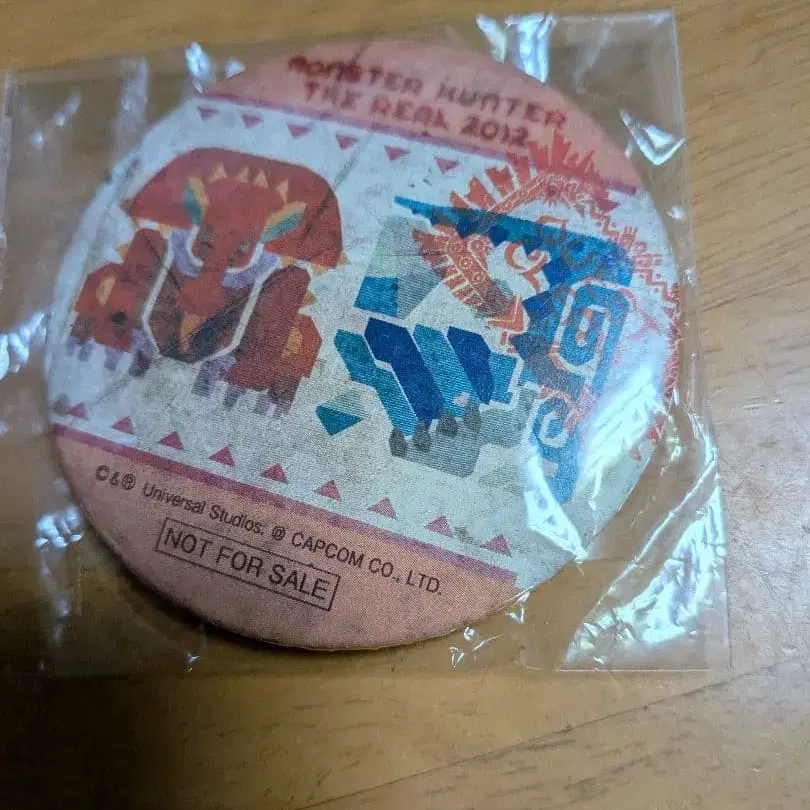 MONSTER HUNTER
THE REAL 2012
©&® Universal Studios. © CAPCOM CO., LTD.
NOT FOR SALE